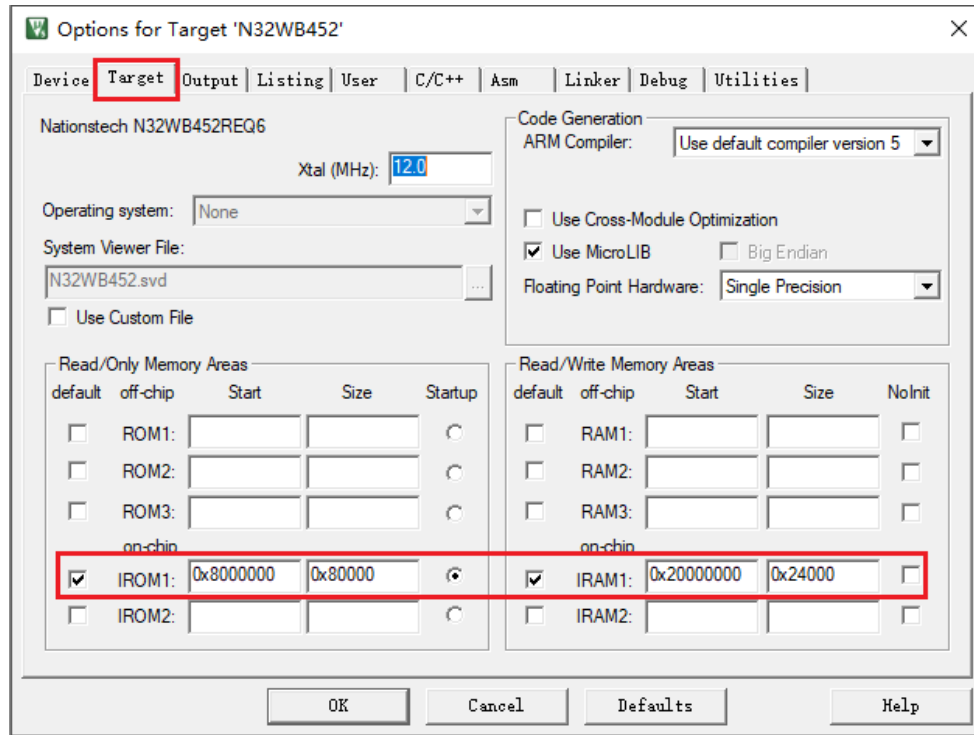 Options for Target 'N32WB452'
Device Target Output Listing User C/C++ Asm Linker Debug Utilities
Nationstech N32WB452REQ6
Xtal (MHz): 12.0
Operating system: None
System Viewer File:
N32WB452.svd ...
Use Custom File
Code Generation
ARM Compiler: Use default compiler version 5
Use Cross-Module Optimization
Use MicroLIB Big Endian
Floating Point Hardware: Single Precision
Read/Only Memory Areas
default off-chip Start Size Startup
ROM1:
ROM2:
ROM3:
on-chip
IROM1: 0x8000000 0x80000
IROM2:
Read/Write Memory Areas
default off-chip Start Size NoInit
RAM1:
RAM2:
RAM3:
on-chip
IRAM1: 0x20000000 0x24000
IRAM2:
OK Cancel Defaults Help